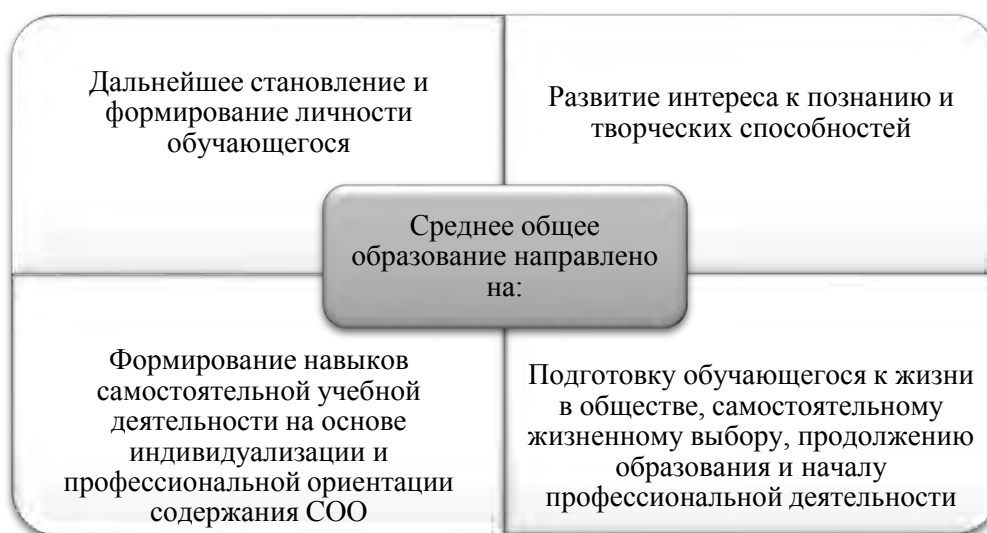 Дальнейшее становление и
формирование личности
обучающегося
Развитие интереса к познанию и
творческих способностей
Среднее общее
образование направлено
на:
Формирование навыков
самостоятельной учебной
деятельности на основе
индивидуализации и
профессиональной ориентации
содержания СОО
Подготовку обучающегося к жизни
в обществе, самостоятельному
жизненному выбору, продолжению
образования и началу
профессиональной деятельности